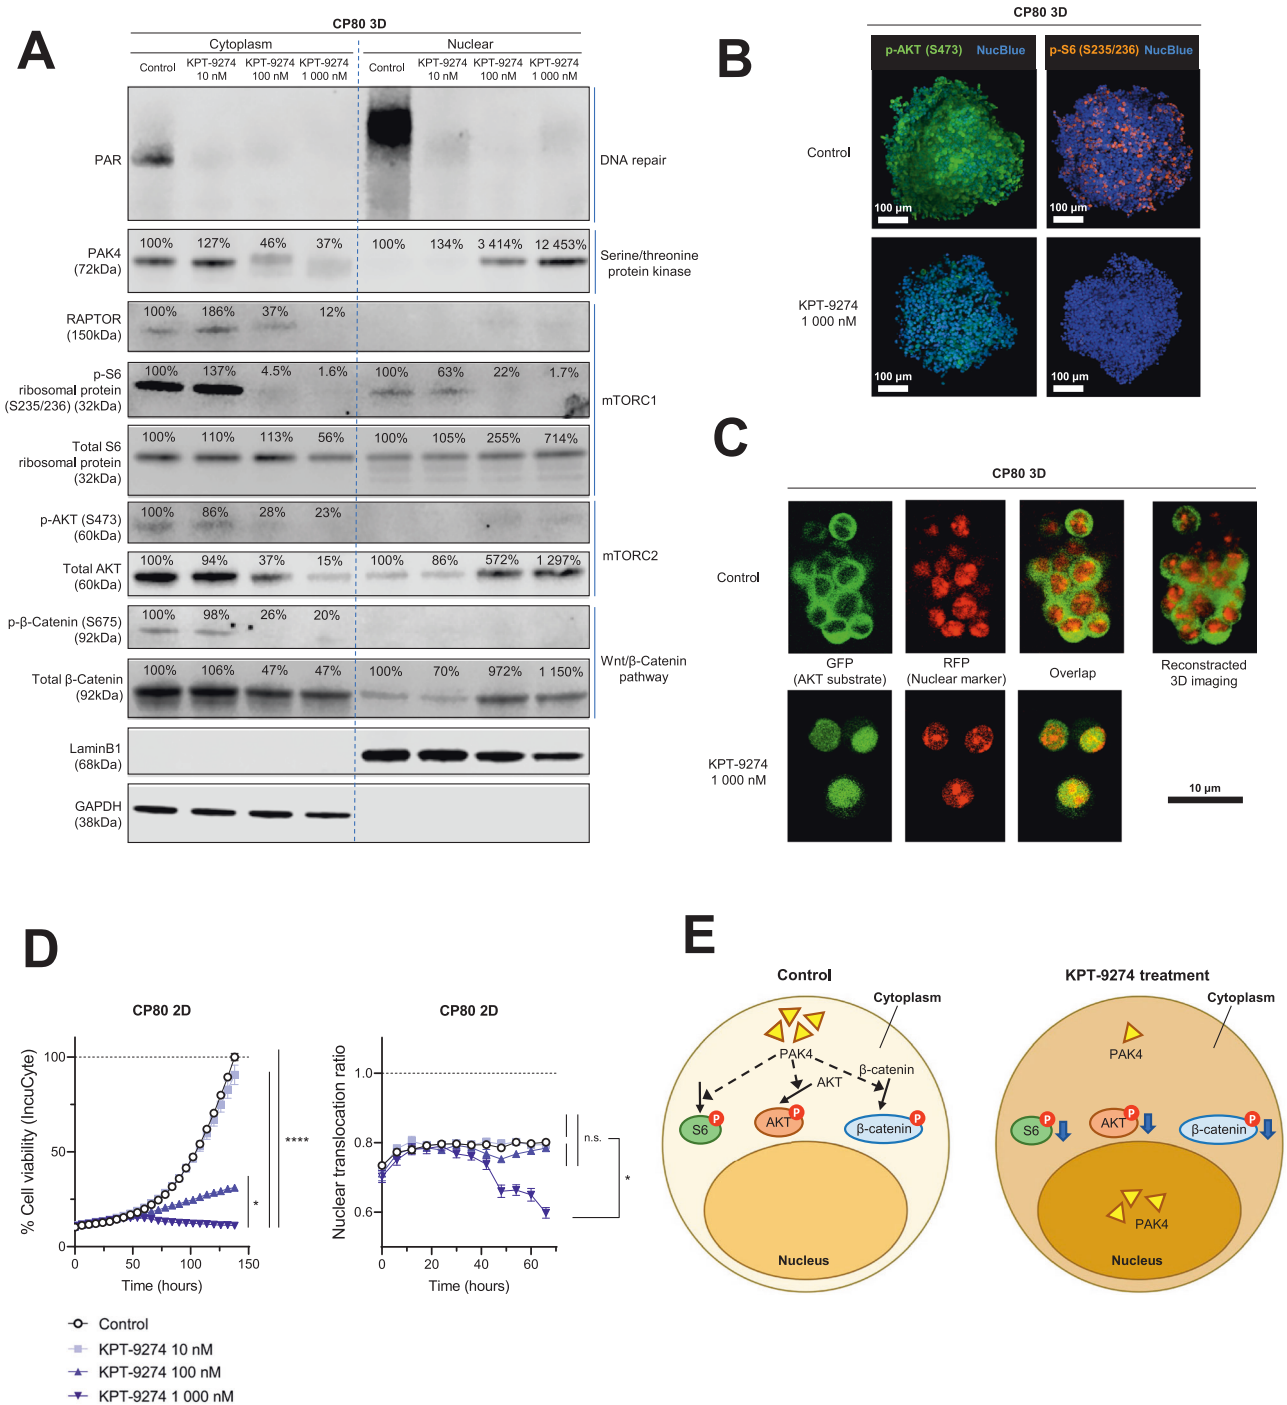 A
CP80 3D
Cytoplasm
Nuclear
Control
KPT-9274
10 nM
KPT-9274
100 nM
KPT-9274
1 000 nM
Control
KPT-9274
10 nM
KPT-9274
100 nM
KPT-9274
1 000 nM
PAR
DNA repair
PAK4
(72kDa)
100% 127% 46% 37% 100% 134% 3 414% 12 453%
Serine/threonine
protein kinase
RAPTOR
(150kDa)
100% 186% 37% 12%
p-S6
ribosomal protein
(S235/236) (32kDa)
100% 137% 4.5% 1.6% 100% 63% 22% 1.7%
mTORC1
Total S6
ribosomal protein
(32kDa)
100% 110% 113% 56% 100% 105% 255% 714%
p-AKT (S473)
(60kDa)
100% 86% 28% 23%
mTORC2
Total AKT
(60kDa)
100% 94% 37% 15% 100% 86% 572% 1 297%
p-β-Catenin (S675)
(92kDa)
100% 98% 26% 20%
Wnt/β-Catenin
pathway
Total β-Catenin
(92kDa)
100% 106% 47% 47% 100% 70% 972% 1 150%
LaminB1
(68kDa)
GAPDH
(38kDa)
B
CP80 3D
p-AKT (S473) NucBlue
p-S6 (S235/236) NucBlue
Control
100 µm
100 µm
KPT-9274
1 000 nM
100 µm
100 µm
C
CP80 3D
Control
GFP
(AKT substrate)
RFP
(Nuclear marker)
Overlap
Reconstracted
3D imaging
KPT-9274
1 000 nM
10 µm
D
CP80 2D
% Cell viability (IncuCyte)
100
50
0
0 50 100 150
Time (hours)
****
*
CP80 2D
Nuclear translocation ratio
1.0
0.8
0.6
0 20 40 60
Time (hours)
n.s.
*
Control
KPT-9274 10 nM
KPT-9274 100 nM
KPT-9274 1 000 nM
E
Control
Cytoplasm
PAK4
AKT
β-catenin
S6
P
AKT
P
β-catenin
P
Nucleus
KPT-9274 treatment
Cytoplasm
PAK4
S6
P
AKT
P
β-catenin
P
PAK4
Nucleus